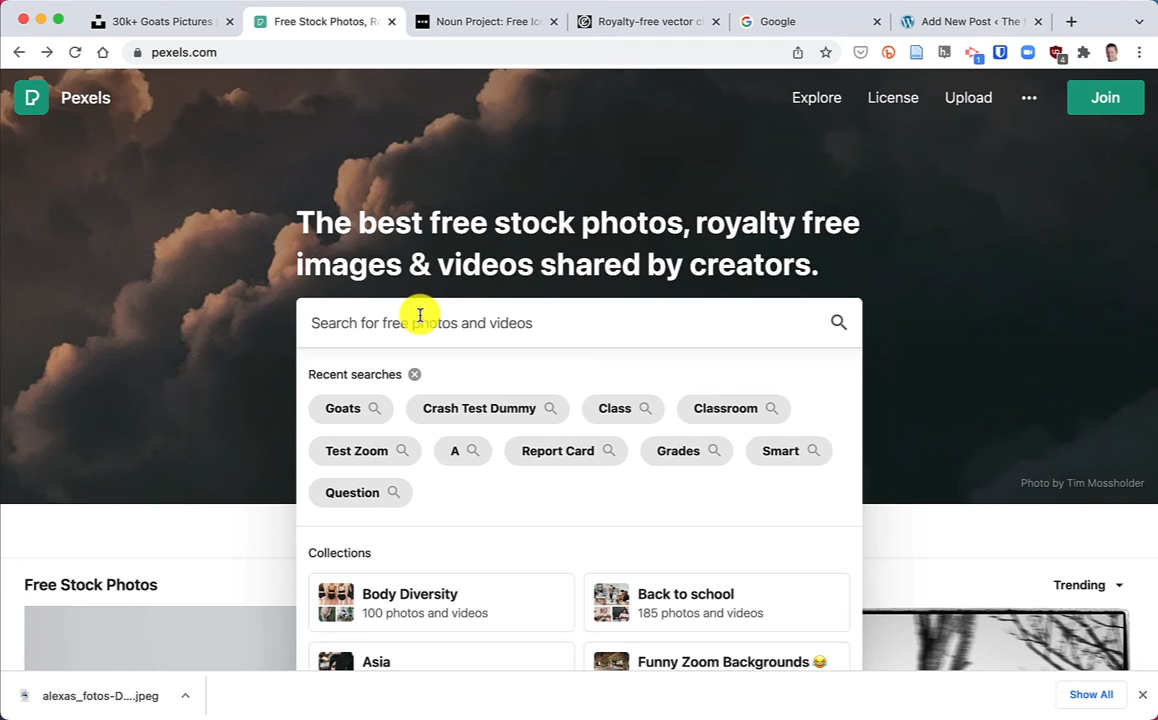 30k+ Goats Pictures
Free Stock Photos, R
Noun Project: Free Ic
Royalty-free vector c
Google
Add New Post ‹ The
pexels.com
1
4
Pexels
Explore
License
Upload
Join
The best free stock photos, royalty free
images & videos shared by creators.
Search for free photos and videos
Recent searches
Goats
Crash Test Dummy
Class
Classroom
Test Zoom
A
Report Card
Grades
Smart
Question
Photo by Tim Mossholder
Collections
Body Diversity
100 photos and videos
Back to school
185 photos and videos
Asia
Funny Zoom Backgrounds 😂
Free Stock Photos
Trending
alexas_fotos-D....jpeg
Show All